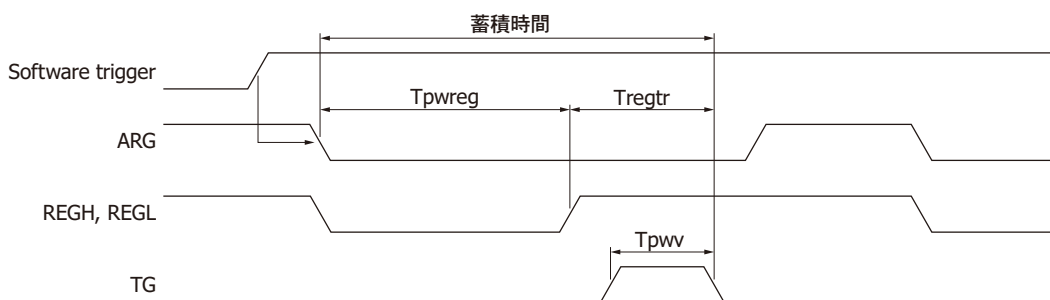 蓄積時間
Software trigger
Tpwreg
Tregtr
ARG
REGH, REGL
Tpwv
TG